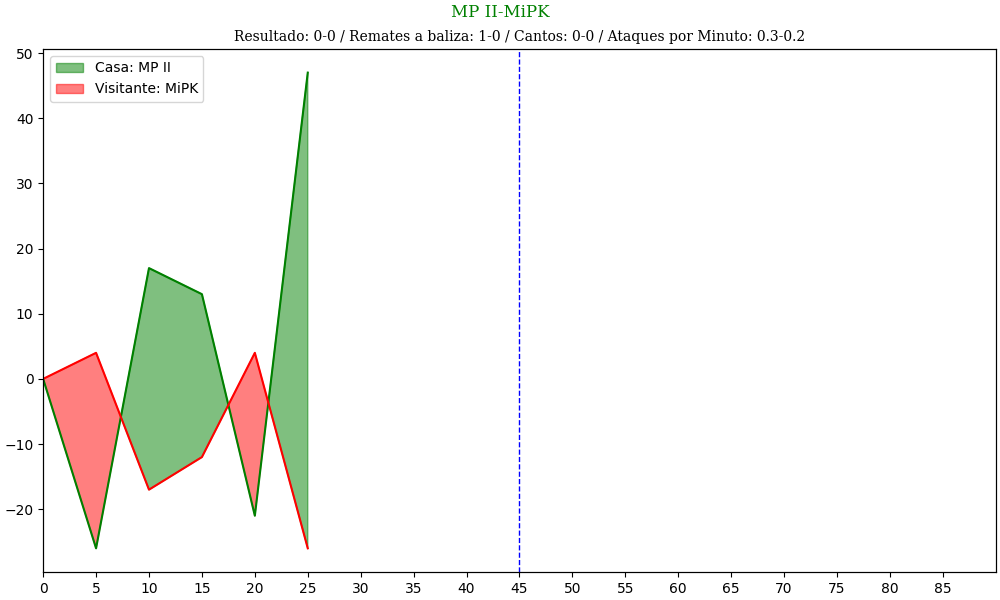 MP II-MiPK
Resultado: 0-0 / Remates a baliza: 1-0 / Cantos: 0-0 / Ataques por Minuto: 0.3-0.2
Casa: MP II
Visitante: MiPK
50
40
30
20
10
0
−10
−20
0 5 10 15 20 25 30 35 40 45 50 55 60 65 70 75 80 85